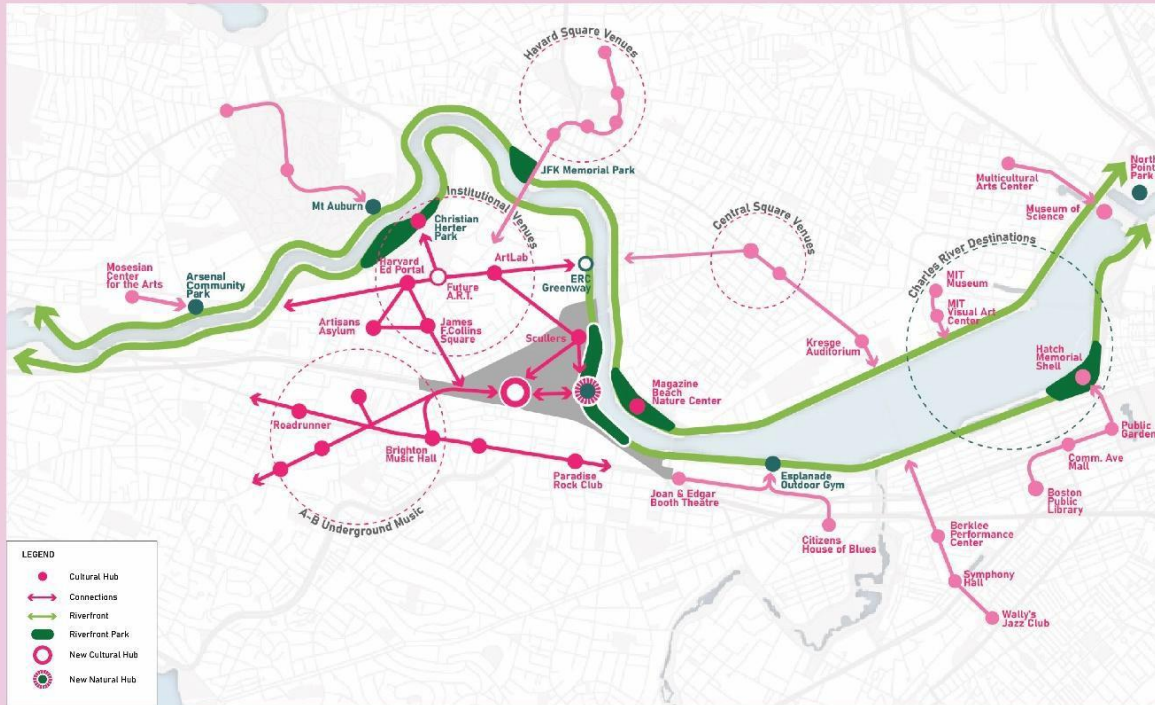 Havard Square Venues
JFK Memorial Park
Institutional Venues
Mt Auburn
Christian
Herter
Park
Harvard
Ed Portal
ArtLab
Future
A.R.T.
ERC
Greenway
Mosesian
Center
for the Arts
Arsenal
Community
Park
Artisans
Asylum
James
F.Collins
Square
Scullers
Central Square Venues
Kresge
Auditorium
Multicultural
Arts Center
North
Point
Park
Museum of
Science
Charles River Destinations
MIT
Museum
MIT
Visual Art
Center
Hatch
Memorial
Shell
Magazine
Beach
Nature Center
Roadrunner
Brighton
Music Hall
Paradise
Rock Club
A-B Underground Music
Joan & Edgar
Booth Theatre
Esplanade
Outdoor Gym
Citizens
House of Blues
Public
Garden
Comm. Ave
Mall
Boston
Public
Library
Berklee
Performance
Center
Symphony
Hall
Wally's
Jazz Club
LEGEND
Cultural Hub
Connections
Riverfront
Riverfront Park
New Cultural Hub
New Natural Hub